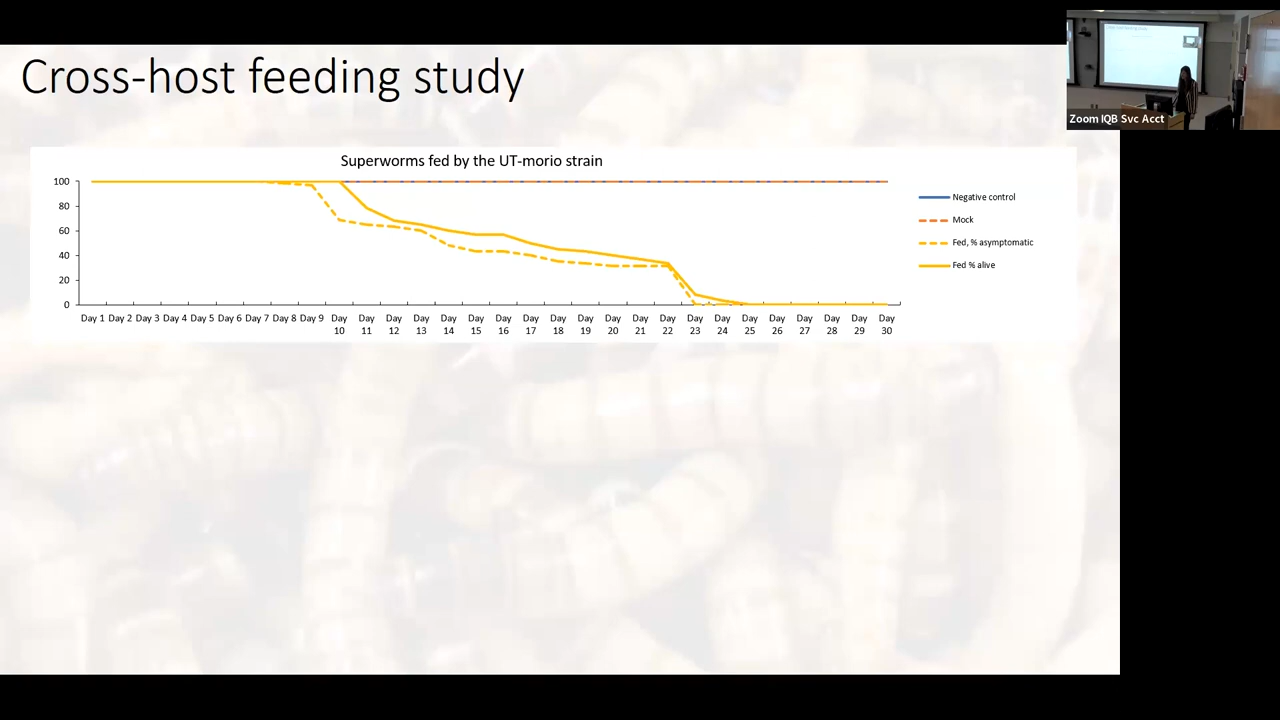 Cross-host feeding study
Zoom IQB Svc Acct
Superworms fed by the UT-morio strain
100
80
60
40
20
0
Day 1 Day 2 Day 3 Day 4 Day 5 Day 6 Day 7 Day 8 Day 9 Day Day Day Day Day Day Day Day Day Day Day Day Day Day Day Day Day Day Day Day Day
10 11 12 13 14 15 16 17 18 19 20 21 22 23 24 25 26 27 28 29 30
Negative control
Mock
Fed, % asymptomatic
Fed % alive